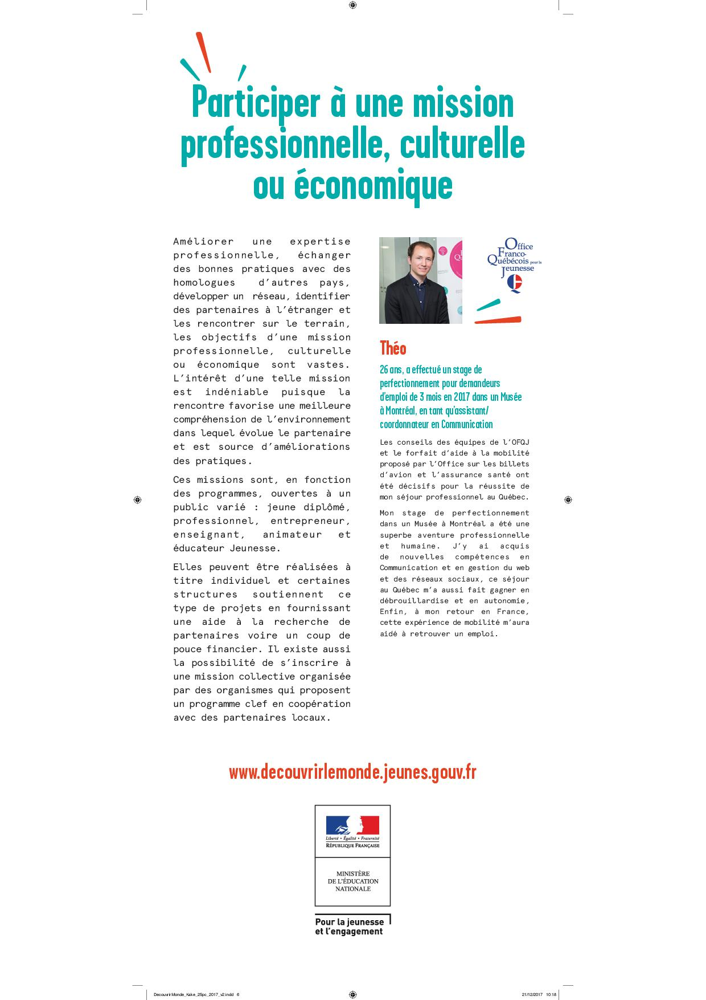 Participer à une mission
professionnelle, culturelle
ou économique
Améliorer une expertise
professionnelle, échanger
des bonnes pratiques avec des
homologues d'autres pays,
développer un réseau, identifier
des partenaires à l'étranger et
les rencontrer sur le terrain,
les objectifs d'une mission
professionnelle, culturelle
ou économique sont vastes.
L'intérêt d'une telle mission
est indéniable puisque la
rencontre favorise une meilleure
compréhension de l'environnement
dans lequel évolue le partenaire
et est source d'améliorations
des pratiques.
Ces missions sont, en fonction
des programmes, ouvertes à un
public varié : jeune diplômé,
professionnel, entrepreneur,
enseignant, animateur et
éducateur Jeunesse.
Elles peuvent être réalisées à
titre individuel et certaines
structures soutiennent ce
type de projets en fournissant
une aide à la recherche de
partenaires voire un coup de
pouce financier. Il existe aussi
la possibilité de s'inscrire à
une mission collective organisée
par des organismes qui proposent
un programme clef en coopération
avec des partenaires locaux.
Office
Franco-
Québécois pour la
Jeunesse
Théo
26 ans, a effectué un stage de
perfectionnement pour demandeurs
d'emploi de 3 mois en 2017 dans un Musée
à Montréal, en tant qu'assistant/
coordonnateur en Communication
Les conseils des équipes de l'OFQJ
et le forfait d'aide à la mobilité
proposé par l'Office sur les billets
d'avion et l'assurance santé ont
été décisifs pour la réussite de
mon séjour professionnel au Québec.
Mon stage de perfectionnement
dans un Musée à Montréal a été une
superbe aventure professionnelle
et humaine. J'y ai acquis
de nouvelles compétences en
Communication et en gestion du web
et des réseaux sociaux, ce séjour
au Québec m'a aussi fait gagner en
débrouillardise et en autonomie,
Enfin, à mon retour en France,
cette expérience de mobilité m'aura
aidé à retrouver un emploi.
www.decouvrirlemonde.jeunes.gouv.fr
Liberté • Égalité • Fraternité
RÉPUBLIQUE FRANÇAISE
MINISTÈRE
DE L'ÉDUCATION
NATIONALE
Pour la jeunesse
et l'engagement
DecouvrirMonde_Kake_25pc_2017_v2.indd 6
21/12/2017 10:18